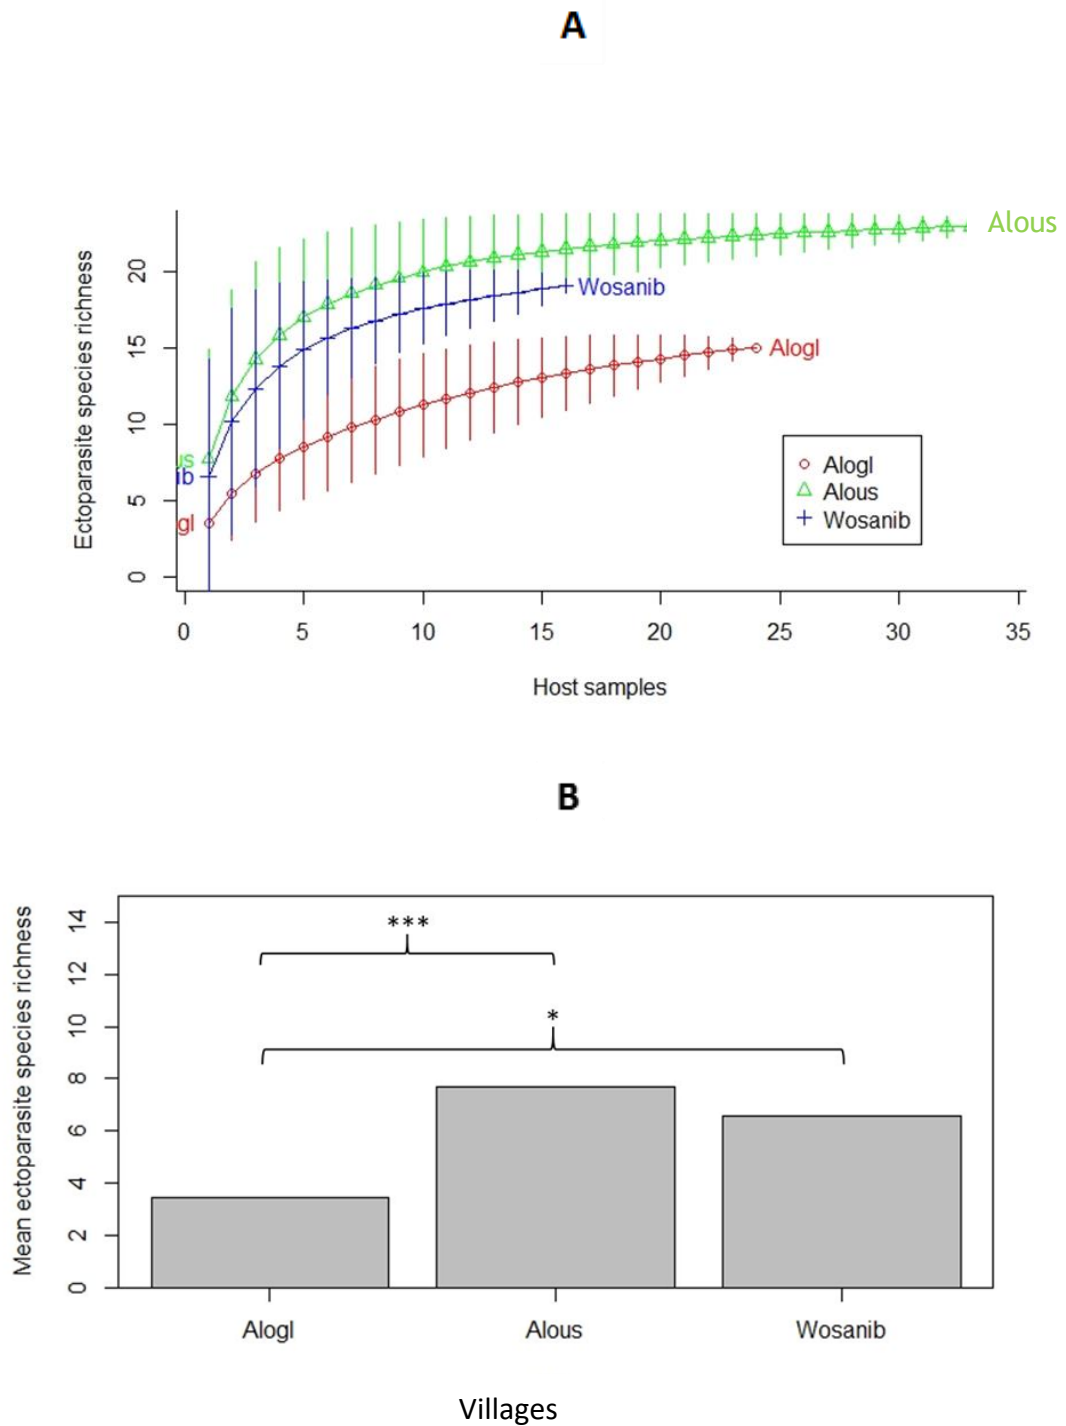 A
Alous
Wosanib
Alogl
us
ib
gl
Ectoparasite species richness
20
15
10
5
0
Alogl
Alous
Wosanib
0 5 10 15 20 25 30 35
Host samples
B
Mean ectoparasite species richness
14
12
10
8
6
4
2
0
***
*
Alogl Alous Wosanib
Villages